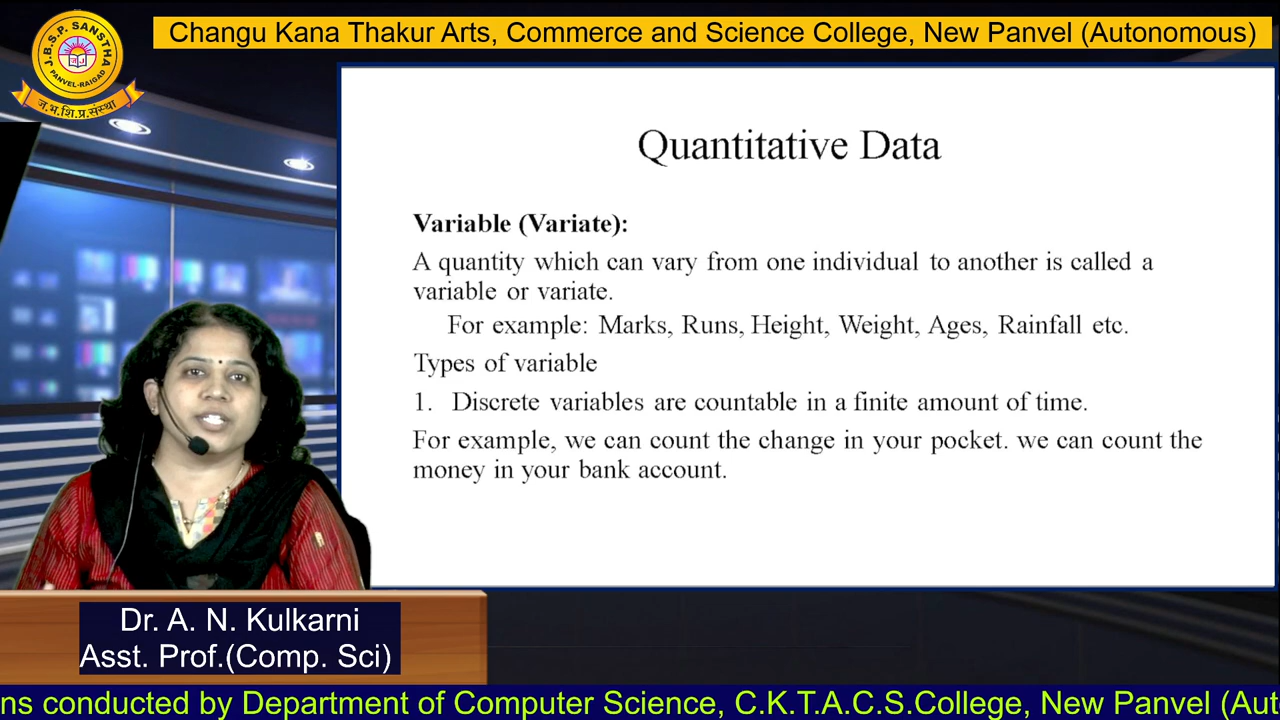 Changu Kana Thakur Arts, Commerce and Science College, New Panvel (Autonomous)
J.B.S.P. SANSTHA
PANVEL-RAIGAD
ज.भ.शि.प्र.संस्था
Quantitative Data
Variable (Variate):
A quantity which can vary from one individual to another is called a
variable or variate.
For example: Marks, Runs, Height, Weight, Ages, Rainfall etc.
Types of variable
1. Discrete variables are countable in a finite amount of time.
For example, we can count the change in your pocket. we can count the
money in your bank account.
Dr. A. N. Kulkarni
Asst. Prof.(Comp. Sci)
ns conducted by Department of Computer Science, C.K.T.A.C.S.College, New Panvel (Aut